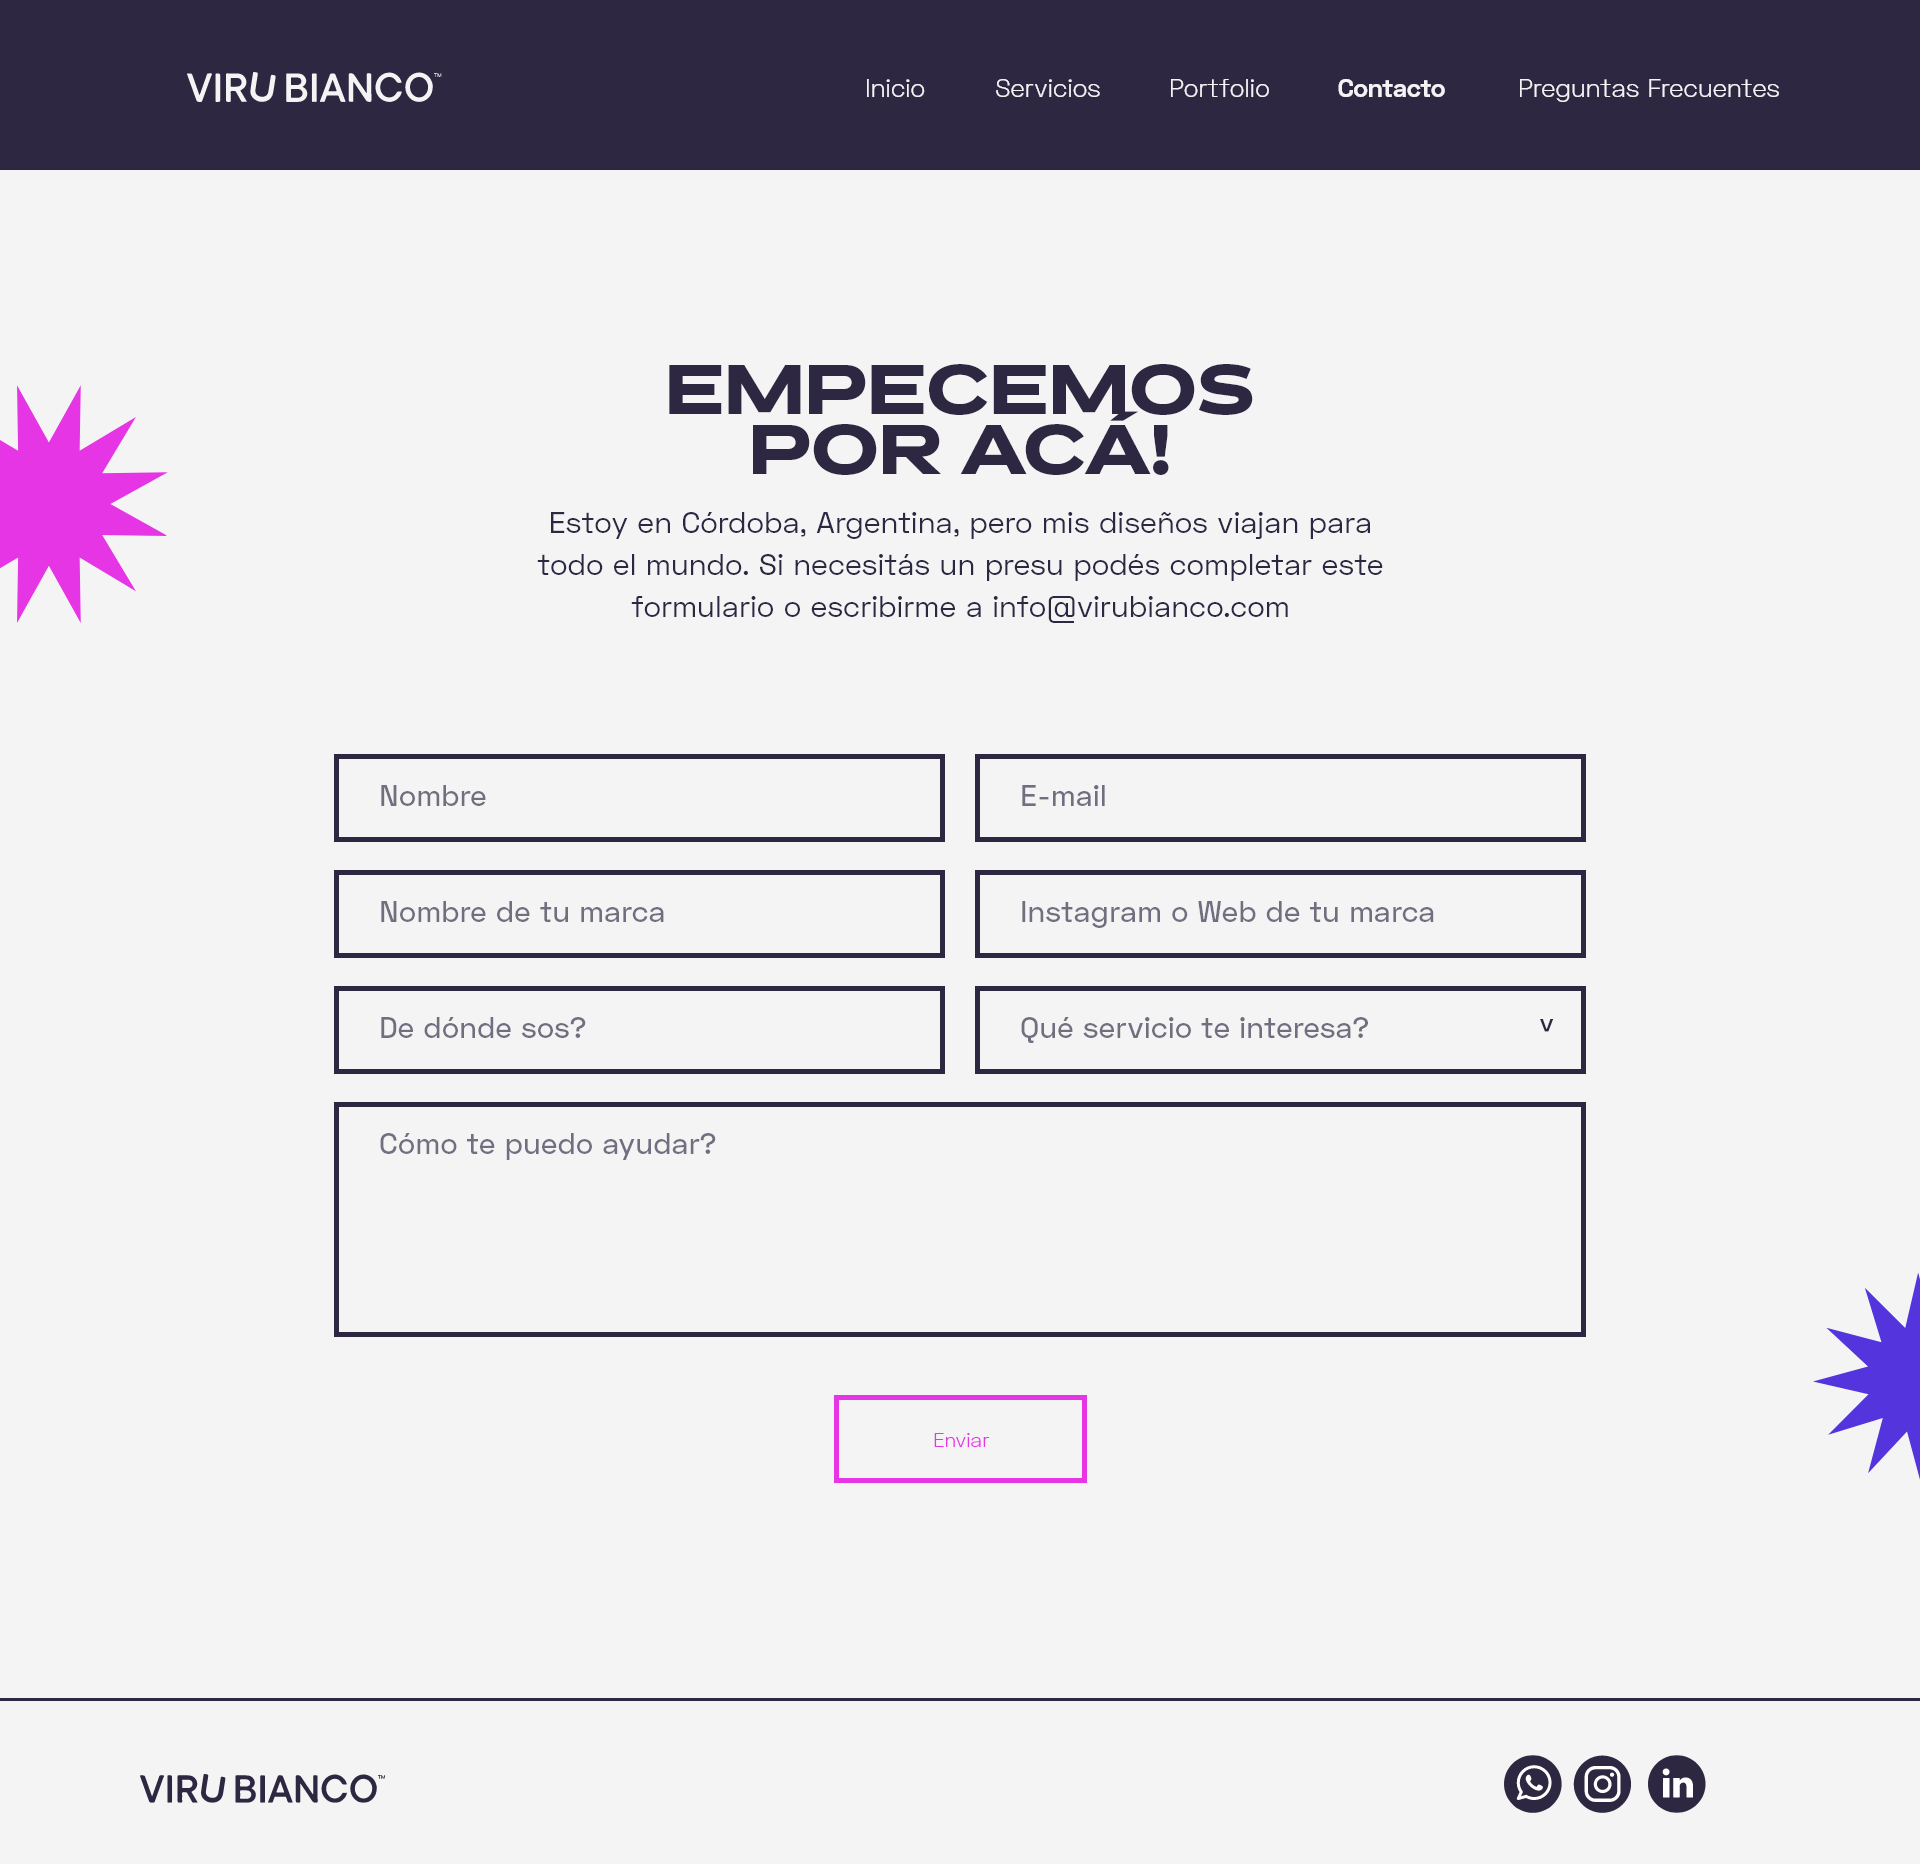 VIRU BIANCO™
Inicio Servicios Portfolio Contacto Preguntas Frecuentes
EMPECEMOS
POR ACÁ!
Estoy en Córdoba, Argentina, pero mis diseños viajan para
todo el mundo. Si necesitás un presu podés completar este
formulario o escribirme a info@virubianco.com
Nombre
E-mail
Nombre de tu marca
Instagram o Web de tu marca
De dónde sos?
Qué servicio te interesa?
v
Cómo te puedo ayudar?
Enviar
VIRU BIANCO™
in